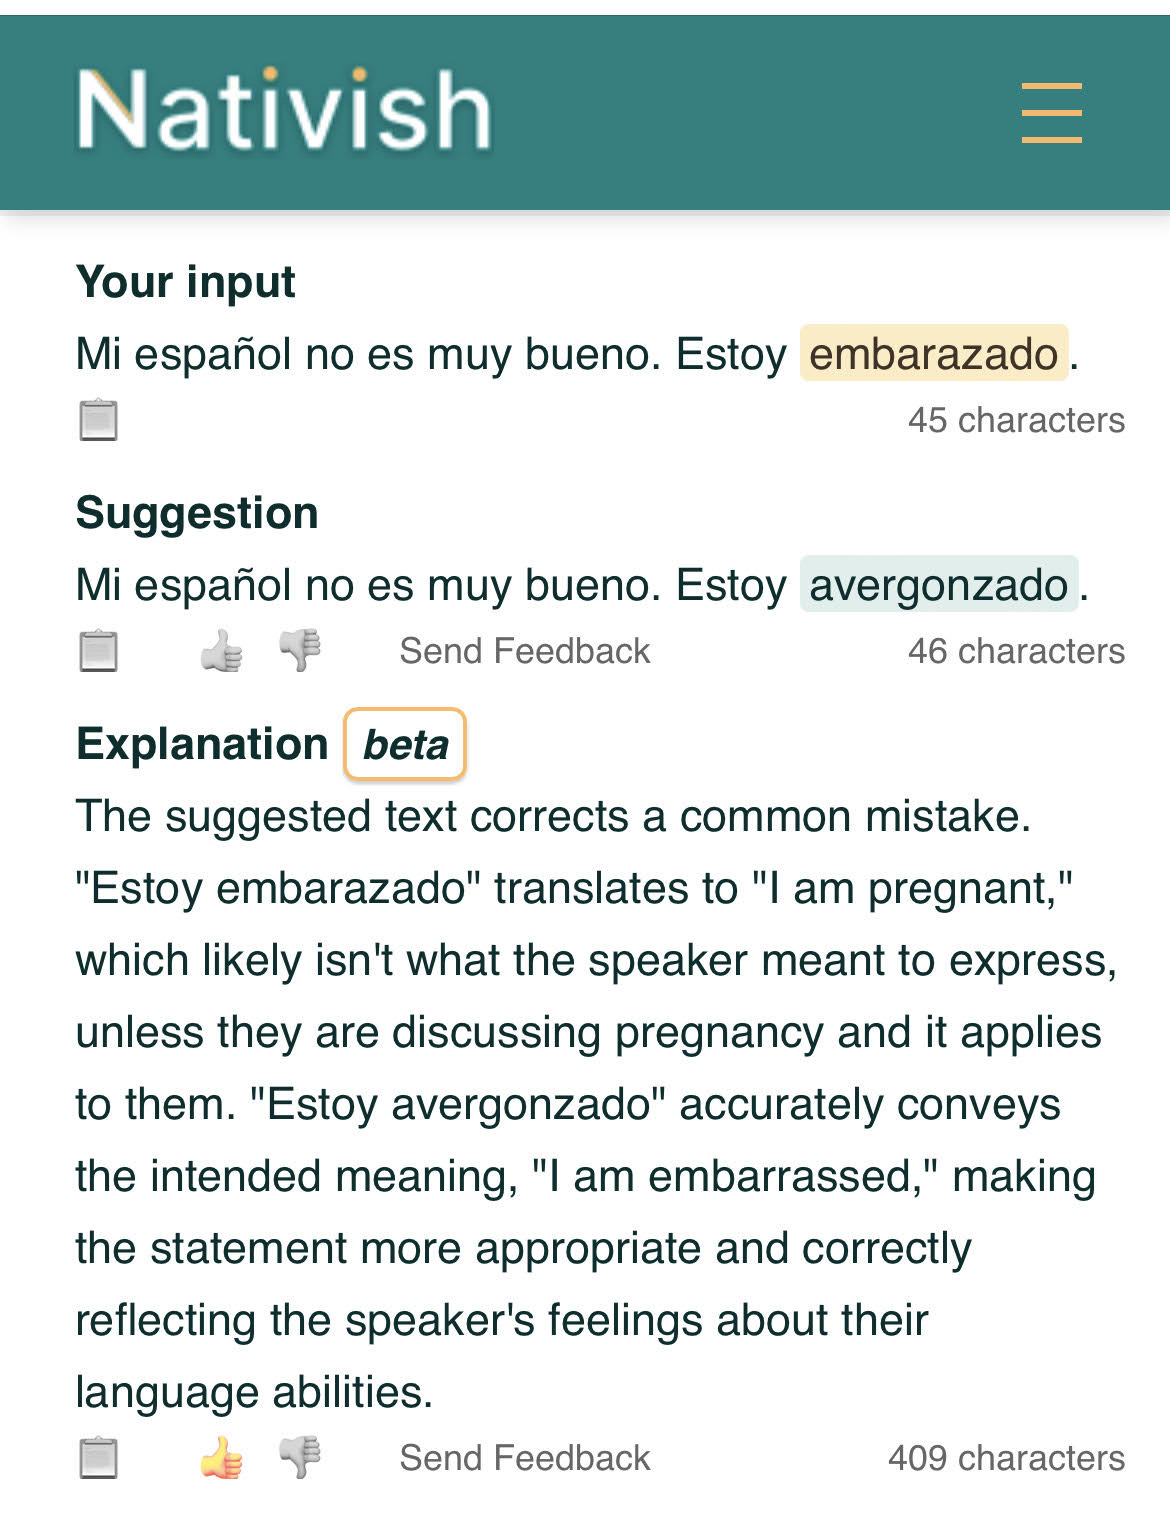 Nativish
Your input
Mi español no es muy bueno. Estoy embarazado.
45 characters
Suggestion
Mi español no es muy bueno. Estoy avergonzado.
Send Feedback 46 characters
Explanation beta
The suggested text corrects a common mistake.
"Estoy embarazado" translates to "I am pregnant,"
which likely isn't what the speaker meant to express,
unless they are discussing pregnancy and it applies
to them. "Estoy avergonzado" accurately conveys
the intended meaning, "I am embarrassed," making
the statement more appropriate and correctly
reflecting the speaker's feelings about their
language abilities.
Send Feedback 409 characters